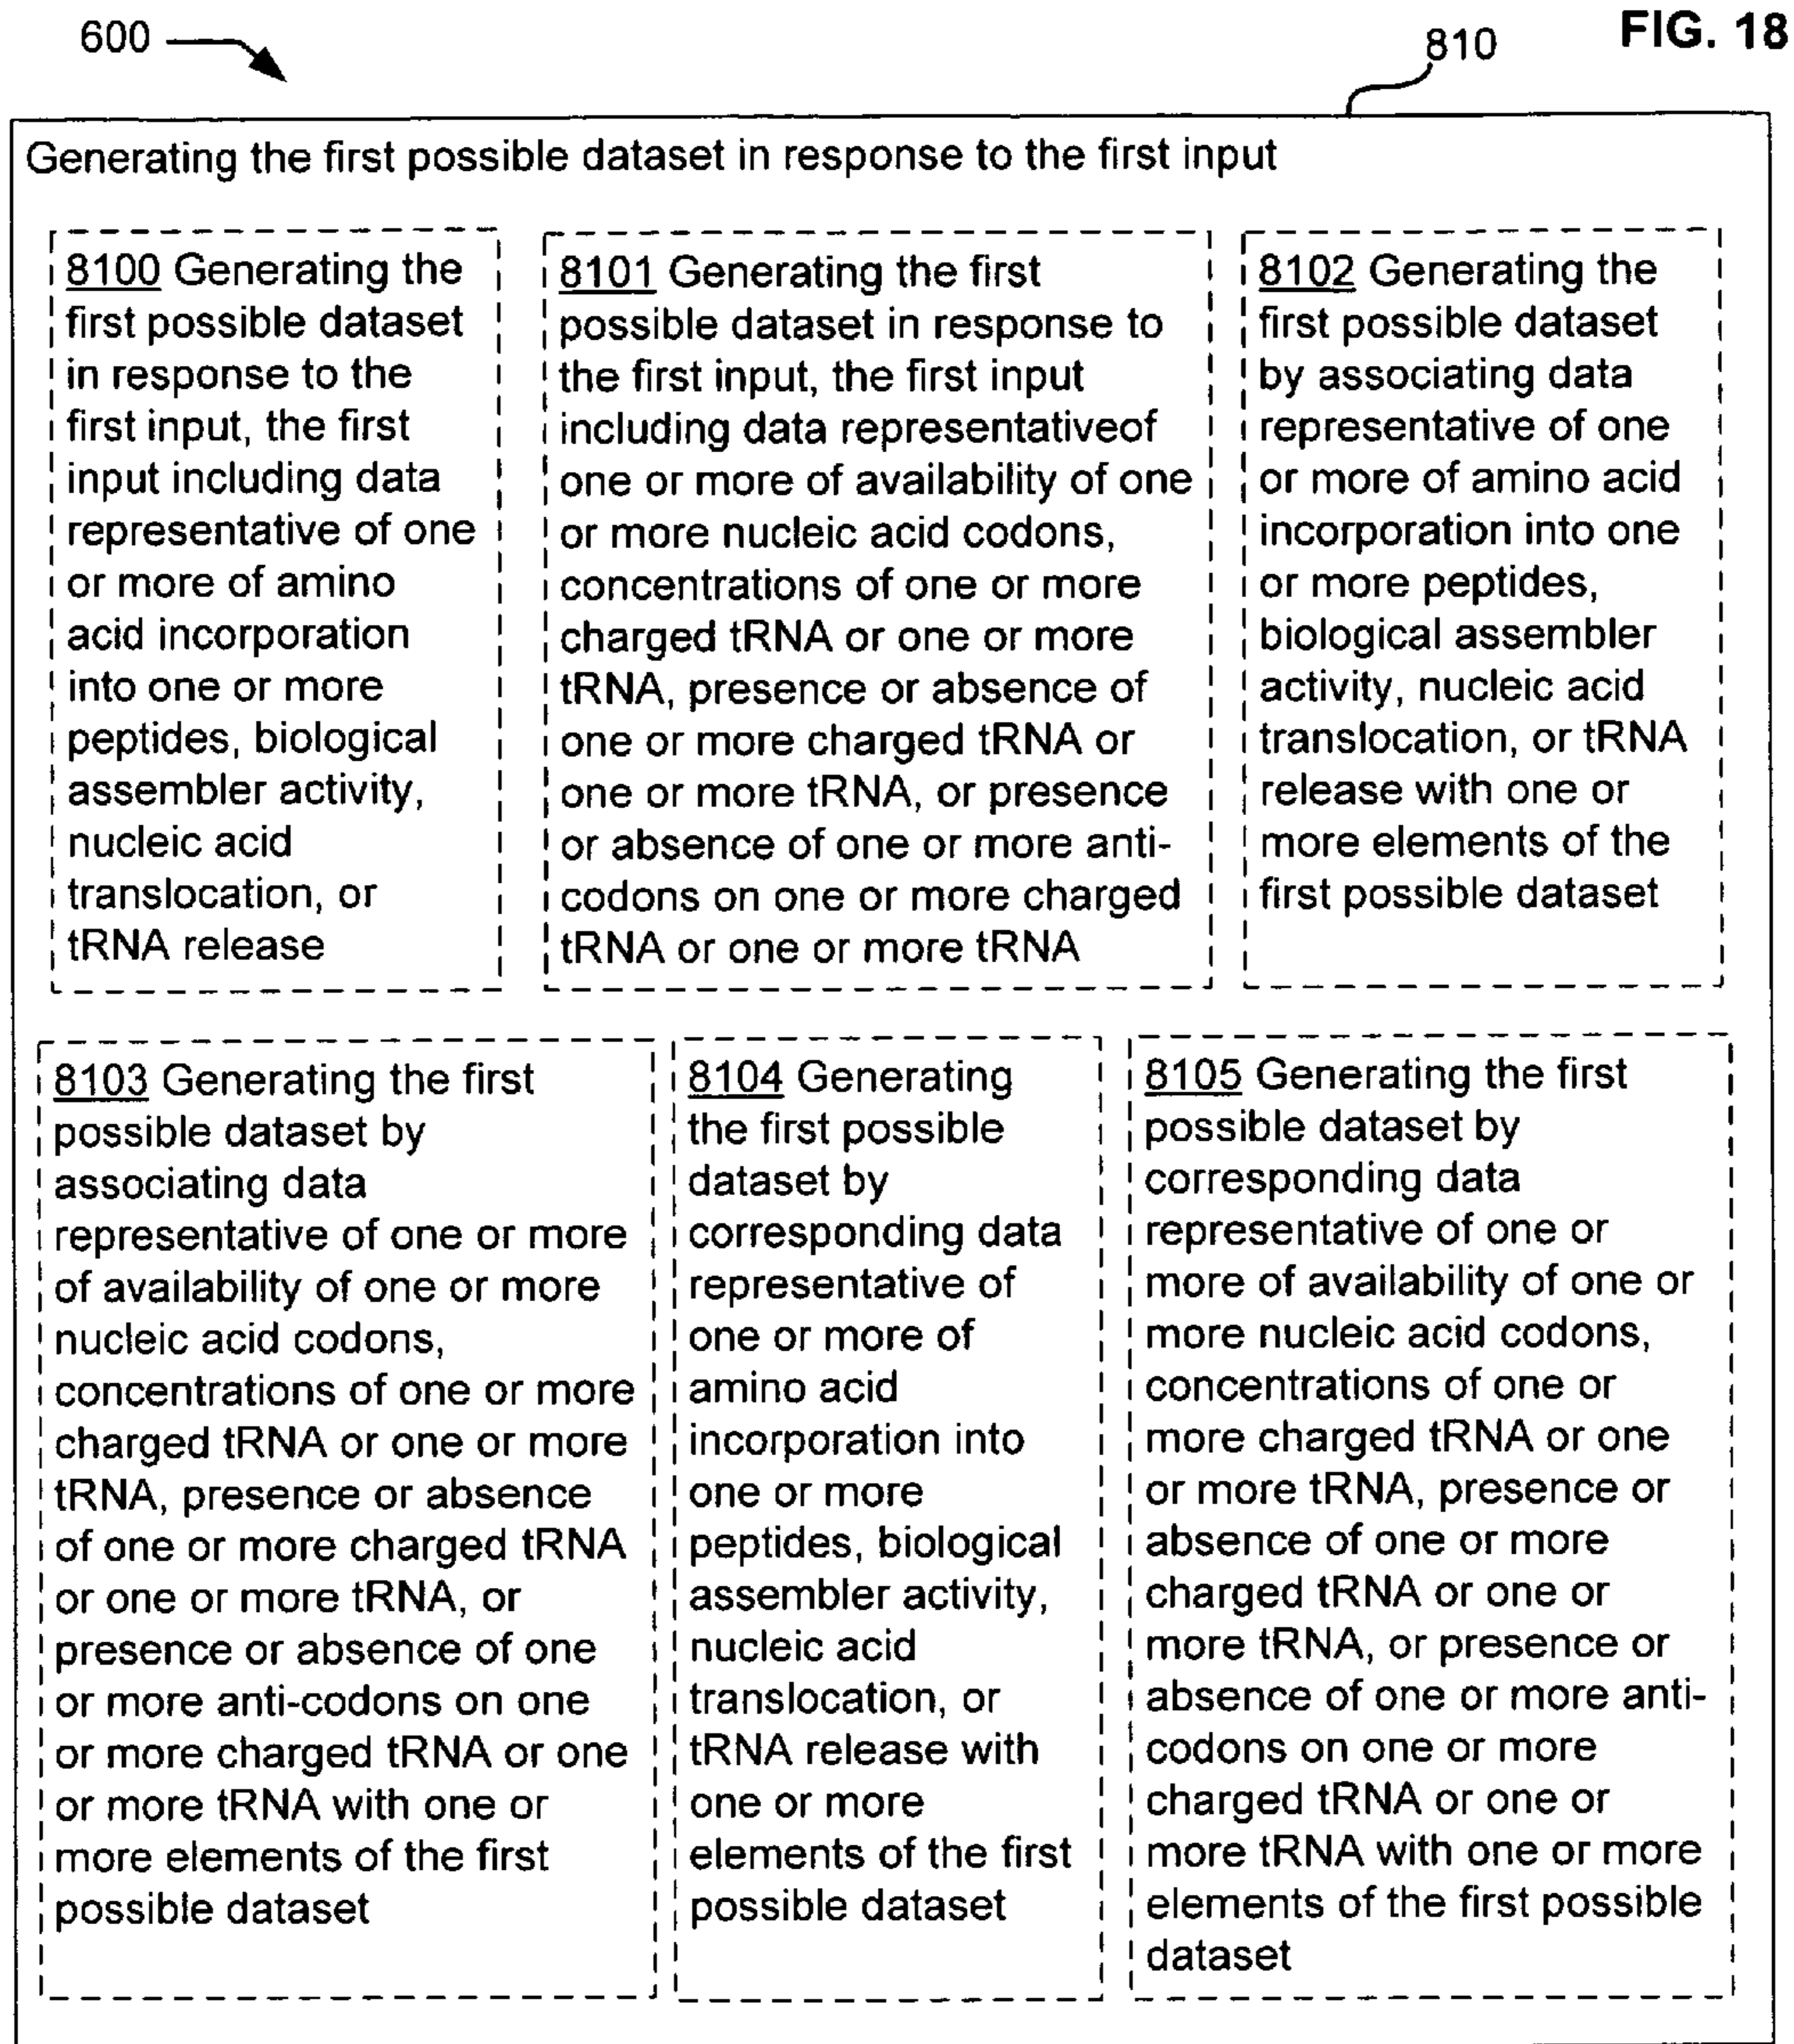 600
810
FIG. 18
Generating the first possible dataset in response to the first input
8100 Generating the
first possible dataset
in response to the
first input, the first
input including data
representative of one
or more of amino
acid incorporation
into one or more
peptides, biological
assembler activity,
nucleic acid
translocation, or
tRNA release
8101 Generating the first
possible dataset in response to
the first input, the first input
including data representativeof
one or more of availability of one
or more nucleic acid codons,
concentrations of one or more
charged tRNA or one or more
tRNA, presence or absence of
one or more charged tRNA or
one or more tRNA, or presence
or absence of one or more anti-
codons on one or more charged
tRNA or one or more tRNA
8102 Generating the
first possible dataset
by associating data
representative of one
or more of amino acid
incorporation into one
or more peptides,
biological assembler
activity, nucleic acid
translocation, or tRNA
release with one or
more elements of the
first possible dataset
8103 Generating the first
possible dataset by
associating data
representative of one or more
of availability of one or more
nucleic acid codons,
concentrations of one or more
charged tRNA or one or more
tRNA, presence or absence
of one or more charged tRNA
or one or more tRNA, or
presence or absence of one
or more anti-codons on one
or more charged tRNA or one
or more tRNA with one or
more elements of the first
possible dataset
8104 Generating
the first possible
dataset by
corresponding data
representative of
one or more of
amino acid
incorporation into
one or more
peptides, biological
assembler activity,
nucleic acid
translocation, or
tRNA release with
one or more
elements of the first
possible dataset
8105 Generating the first
possible dataset by
corresponding data
representative of one or
more of availability of one or
more nucleic acid codons,
concentrations of one or
more charged tRNA or one
or more tRNA, presence or
absence of one or more
charged tRNA or one or
more tRNA, or presence or
absence of one or more anti-
codons on one or more
charged tRNA or one or
more tRNA with one or more
elements of the first possible
dataset